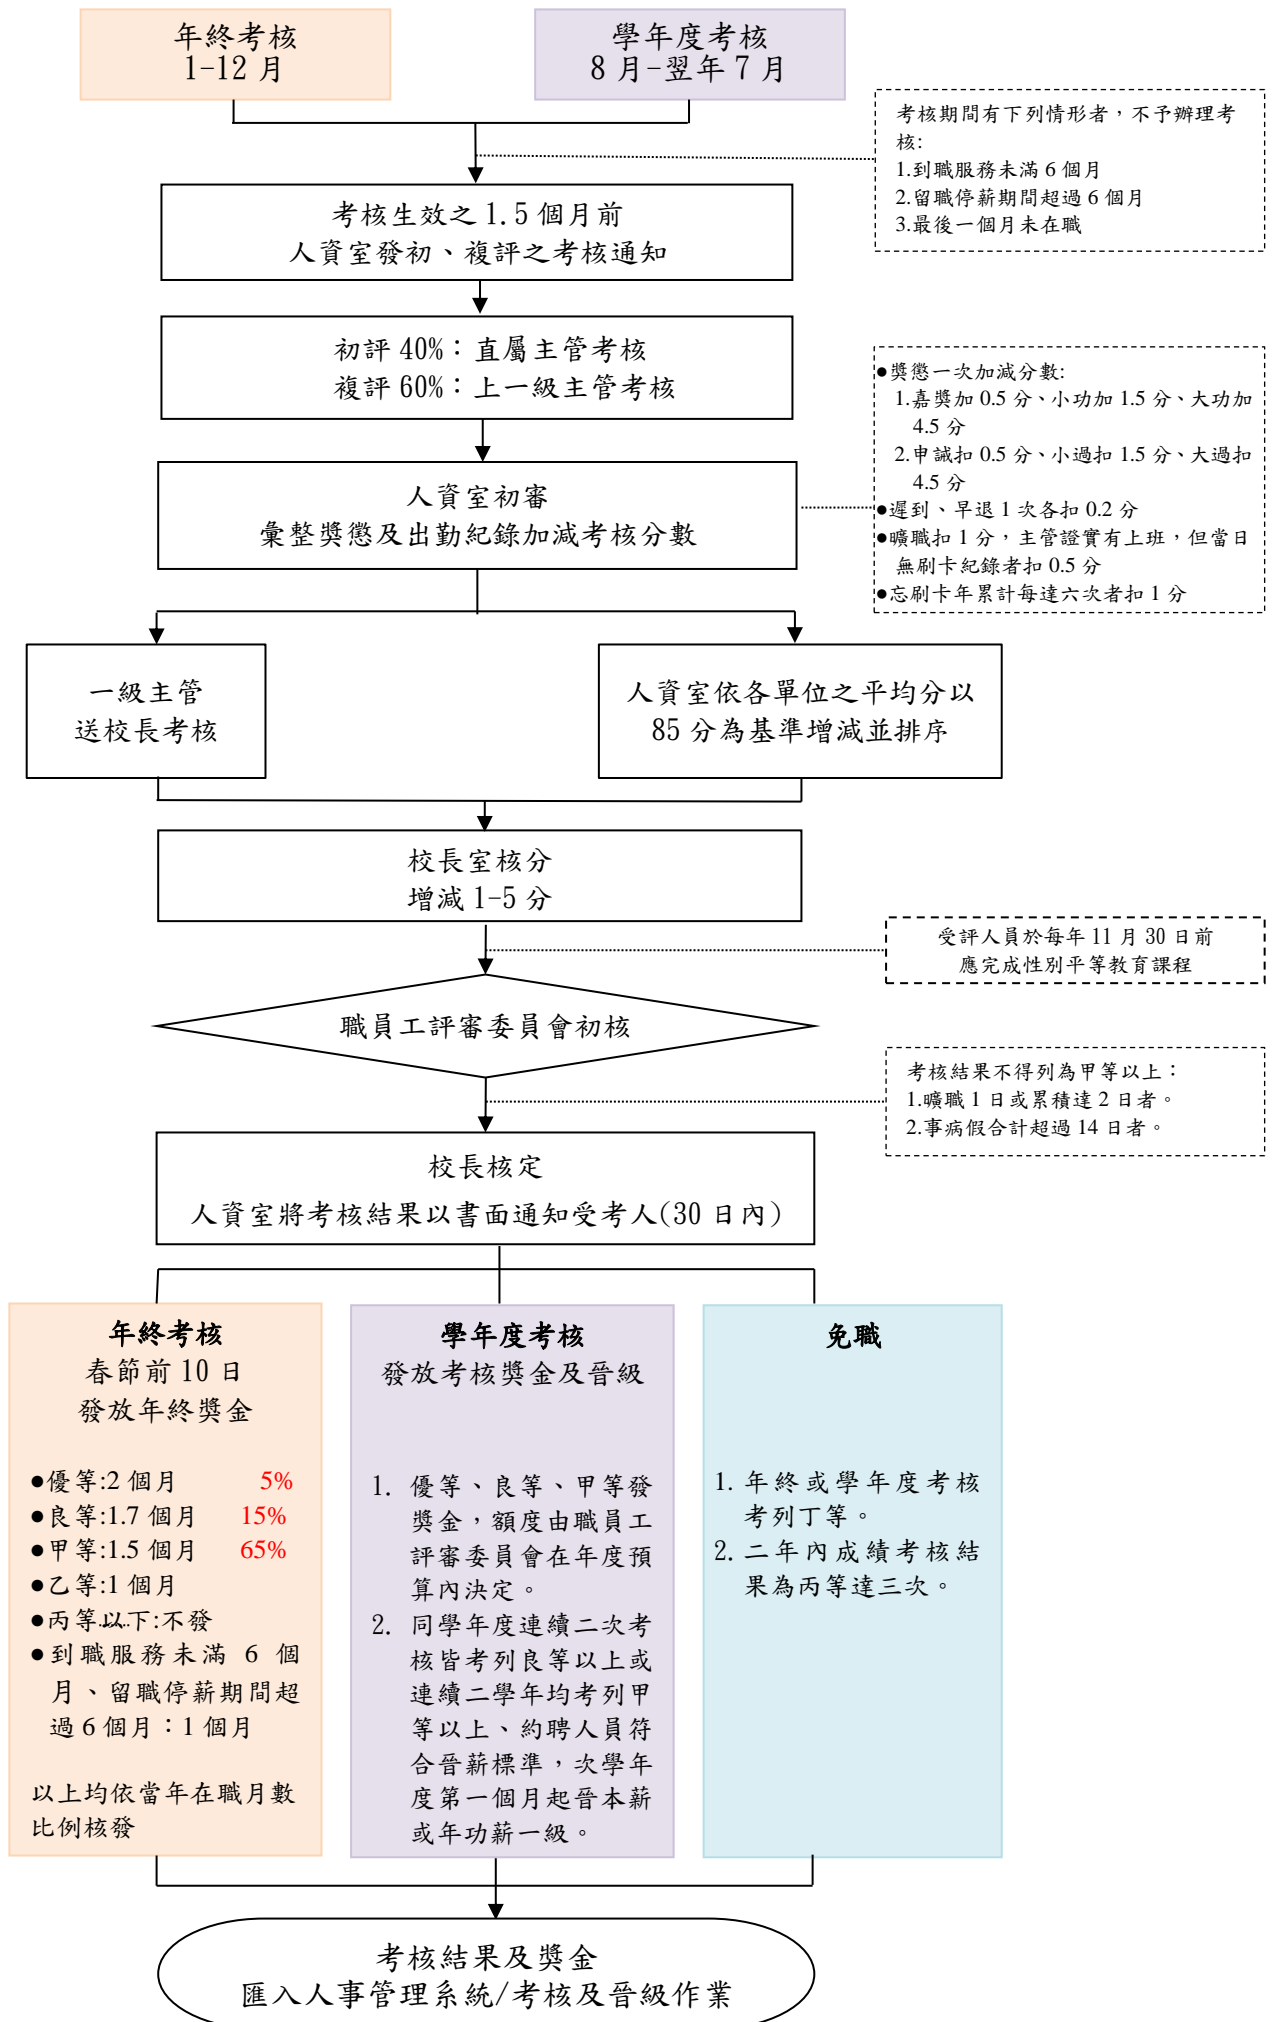 年終考核
1-12 月
學年度考核
8 月-翌年 7 月
考核期間有下列情形者，不予辦理考
核:
1.到職服務未滿 6 個月
2.留職停薪期間超過 6 個月
3.最後一個月未在職
考核生效之 1.5 個月前
人資室發初、複評之考核通知
初評 40%：直屬主管考核
複評 60%：上一級主管考核
●獎懲一次加減分數:
1.嘉獎加 0.5 分、小功加 1.5 分、大功加
4.5 分
2.申誡扣 0.5 分、小過扣 1.5 分、大過扣
4.5 分
●遲到、早退 1 次各扣 0.2 分
●曠職扣 1 分，主管證實有上班，但當日
無刷卡紀錄者扣 0.5 分
●忘刷卡年累計每達六次者扣 1 分
人資室初審
彙整獎懲及出勤紀錄加減考核分數
一級主管
送校長考核
人資室依各單位之平均分以
85 分為基準增減並排序
校長室核分
增減 1-5 分
受評人員於每年 11 月 30 日前
應完成性別平等教育課程
職員工評審委員會初核
考核結果不得列為甲等以上：
1.曠職 1 日或累積達 2 日者。
2.事病假合計超過 14 日者。
校長核定
人資室將考核結果以書面通知受考人(30 日內)
年終考核
春節前 10 日
發放年終獎金
●優等:2 個月 5%
●良等:1.7 個月 15%
●甲等:1.5 個月 65%
●乙等:1 個月
●丙等以下:不發
●到職服務未滿 6 個
月、留職停薪期間超
過 6 個月：1 個月
以上均依當年在職月數
比例核發
學年度考核
發放考核獎金及晉級
1. 優等、良等、甲等發
獎金，額度由職員工
評審委員會在年度預
算內決定。
2. 同學年度連續二次考
核皆考列良等以上或
連續二學年均考列甲
等以上、約聘人員符
合晉薪標準，次學年
度第一個月起晉本薪
或年功薪一級。
免職
1. 年終或學年度考核
考列丁等。
2. 二年內成績考核結
果為丙等達三次。
考核結果及獎金
匯入人事管理系統/考核及晉級作業